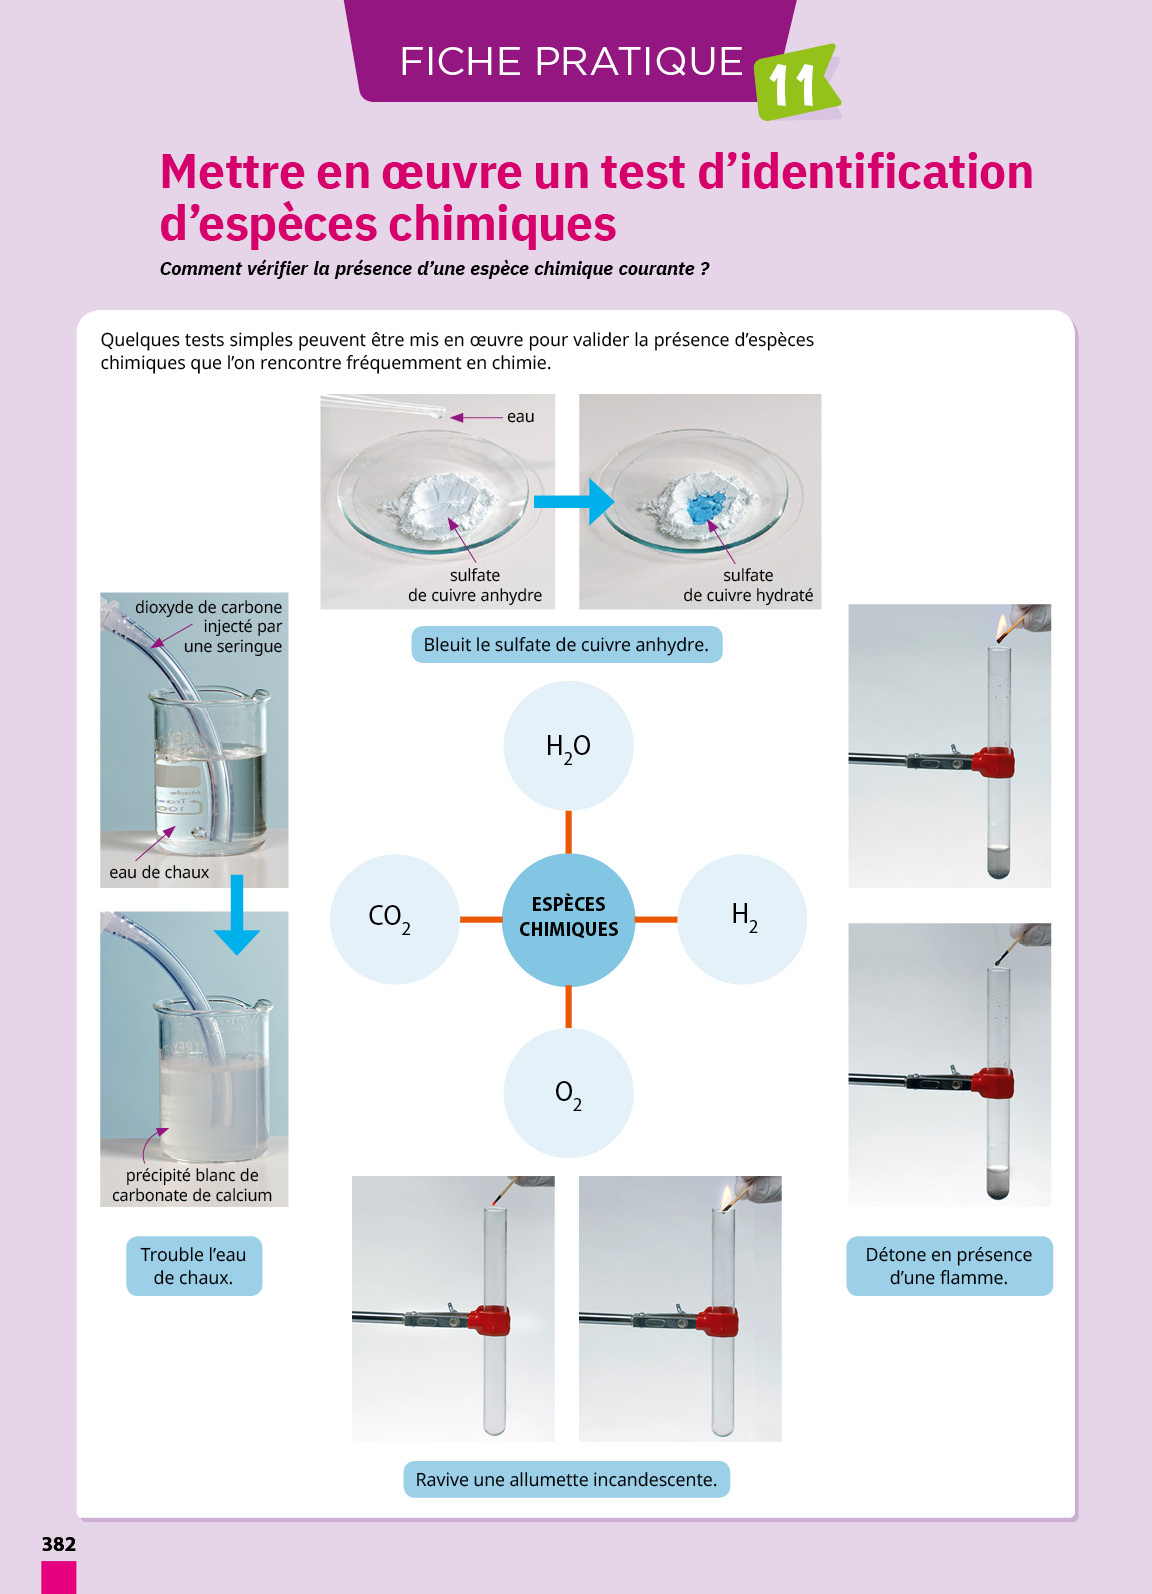 FICHE PRATIQUE
11
Mettre en œuvre un test d’identification
d’espèces chimiques
Comment vérifier la présence d’une espèce chimique courante ?
Quelques tests simples peuvent être mis en œuvre pour valider la présence d’espèces
chimiques que l’on rencontre fréquemment en chimie.
eau
sulfate
de cuivre anhydre
sulfate
de cuivre hydraté
Bleuit le sulfate de cuivre anhydre.
dioxyde de carbone
injecté par
une seringue
eau de chaux
précipité blanc de
carbonate de calcium
Trouble l’eau
de chaux.
H₂O
CO₂
ESPÈCES
CHIMIQUES
H₂
O₂
Détone en présence
d’une flamme.
Ravive une allumette incandescente.
382